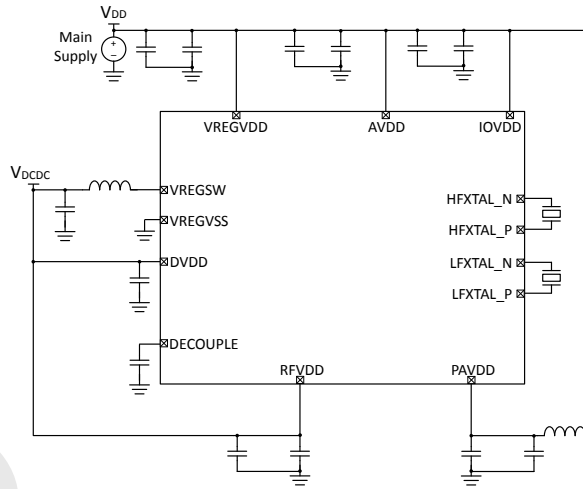 VDD
Main
Supply
VREGVDD
AVDD
IOVDD
VDCDC
VREGSW
VREGVSS
DVDD
DECOUPLE
HFXTAL_N
HFXTAL_P
LFXTAL_N
LFXTAL_P
RFVDD
PAVDD